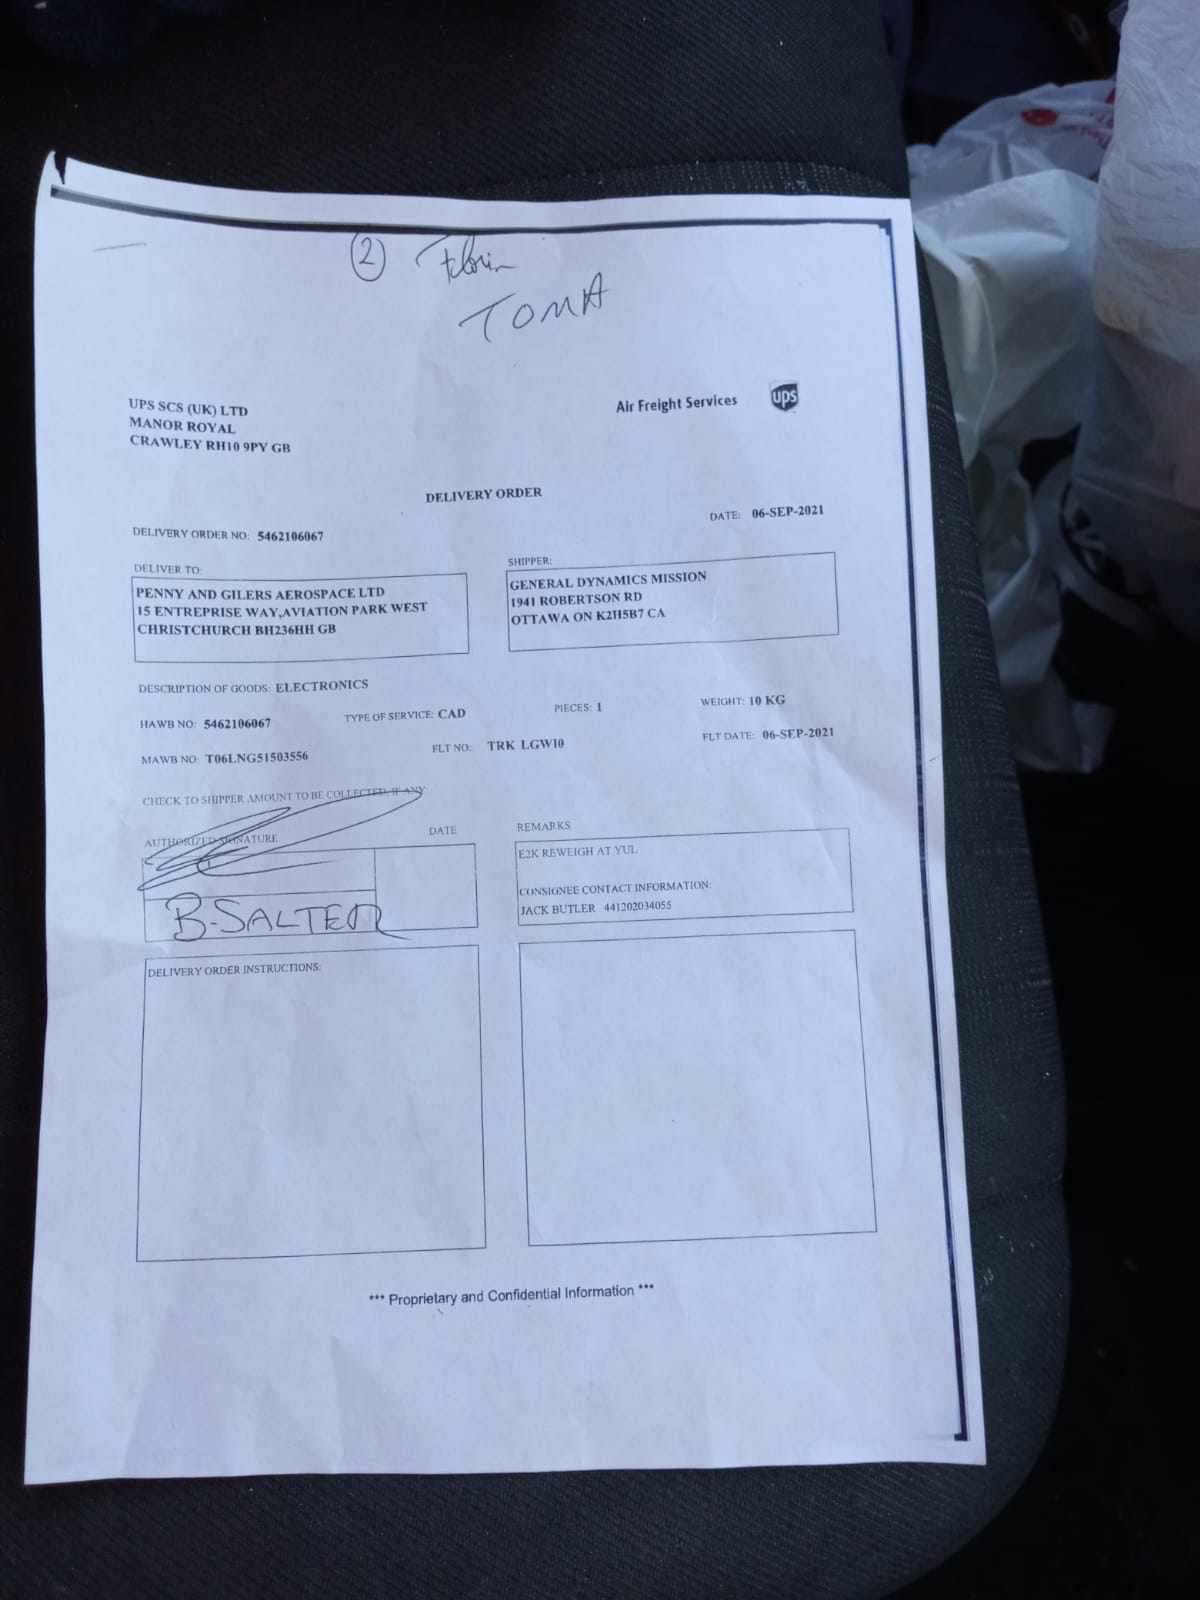 2 Florin
TOMA
UPS SCS (UK) LTD
MANOR ROYAL
CRAWLEY RH10 9PY GB
Air Freight Services ups
DELIVERY ORDER
DELIVERY ORDER NO: 5462106067
DATE: 06-SEP-2021
DELIVER TO:
PENNY AND GILERS AEROSPACE LTD
15 ENTREPRISE WAY,AVIATION PARK WEST
CHRISTCHURCH BH236HH GB
SHIPPER:
GENERAL DYNAMICS MISSION
1941 ROBERTSON RD
OTTAWA ON K2H5B7 CA
DESCRIPTION OF GOODS: ELECTRONICS
HAWB NO: 5462106067 TYPE OF SERVICE: CAD PIECES: 1 WEIGHT: 10 KG
MAWB NO: T06LNG51503556 FLT NO: TRK LGW10 FLT DATE: 06-SEP-2021
CHECK TO SHIPPER AMOUNT TO BE COLLECTED, IF ANY:
AUTHORIZED SIGNATURE DATE
B-SALTER
REMARKS
E2K REWEIGH AT YUL
CONSIGNEE CONTACT INFORMATION:
JACK BUTLER 441202034055
DELIVERY ORDER INSTRUCTIONS:
*** Proprietary and Confidential Information ***